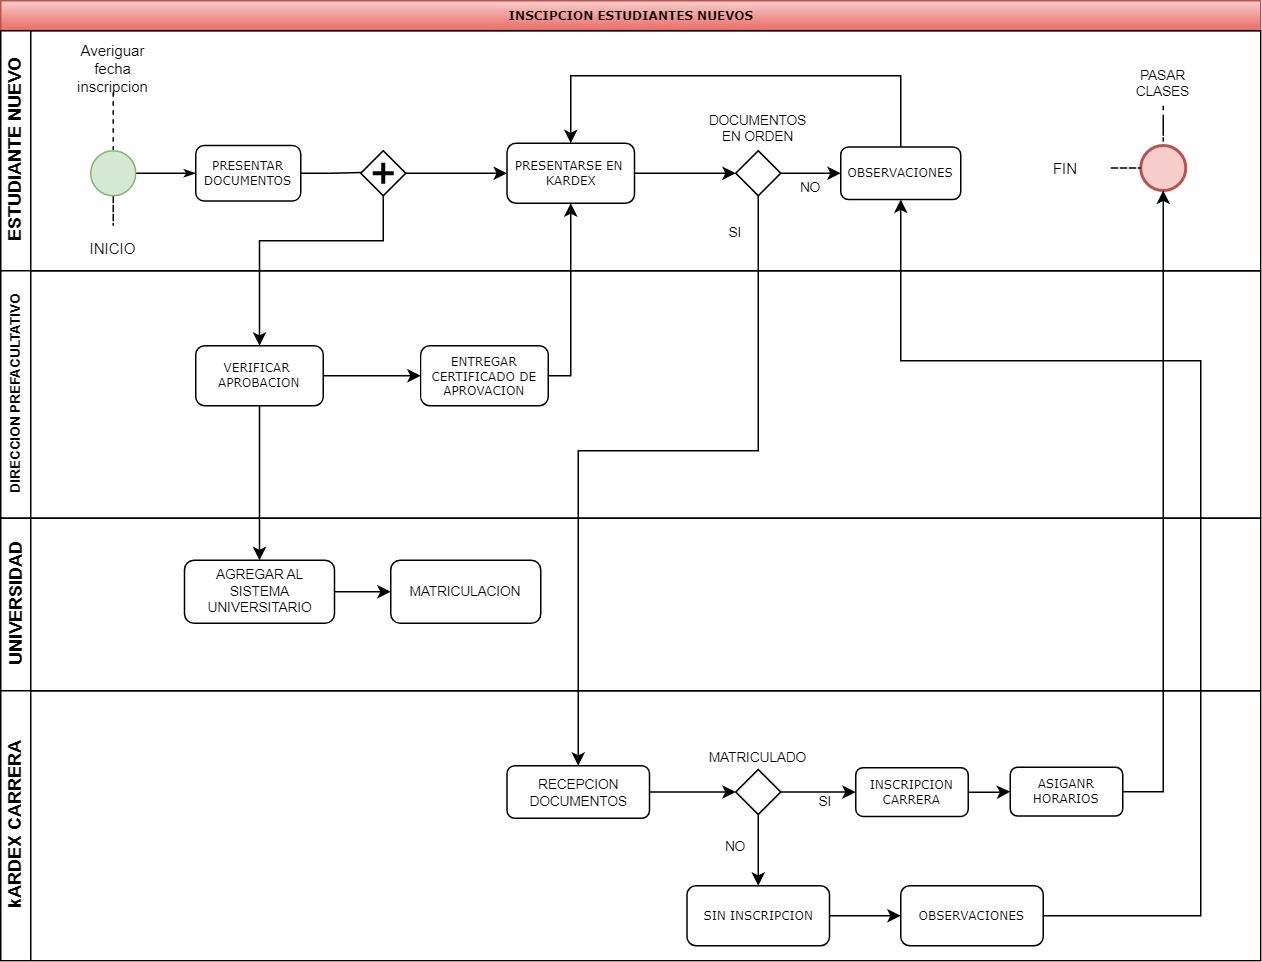 INSCIPCION ESTUDIANTES NUEVOS
ESTUDIANTE NUEVO
Averiguar
fecha
inscripcion
INICIO
PRESENTAR
DOCUMENTOS
PRESENTARSE EN
KARDEX
DOCUMENTOS
EN ORDEN
NO
SI
OBSERVACIONES
PASAR
CLASES
FIN
DIRECCION PREFACULTATIVO
VERIFICAR
APROBACION
ENTREGAR
CERTIFICADO DE
APROVACION
UNIVERSIDAD
AGREGAR AL
SISTEMA
UNIVERSITARIO
MATRICULACION
kARDEX CARRERA
RECEPCION
DOCUMENTOS
MATRICULADO
SI
NO
INSCRIPCION
CARRERA
ASIGANR
HORARIOS
SIN INSCRIPCION
OBSERVACIONES